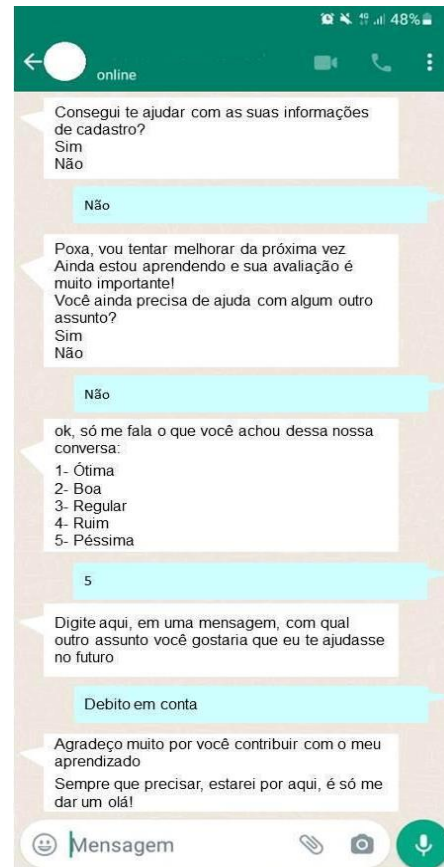 48%
online
Consegui te ajudar com as suas informações
de cadastro?
Sim
Não
Não
Poxa, vou tentar melhorar da próxima vez
Ainda estou aprendendo e sua avaliação é
muito importante!
Você ainda precisa de ajuda com algum outro
assunto?
Sim
Não
Não
ok, só me fala o que você achou dessa nossa
conversa:
1- Ótima
2- Boa
3- Regular
4- Ruim
5- Péssima
5
Digite aqui, em uma mensagem, com qual
outro assunto você gostaria que eu te ajudasse
no futuro
Debito em conta
Agradeço muito por você contribuir com o meu
aprendizado
Sempre que precisar, estarei por aqui, é só me
dar um olá!
Mensagem